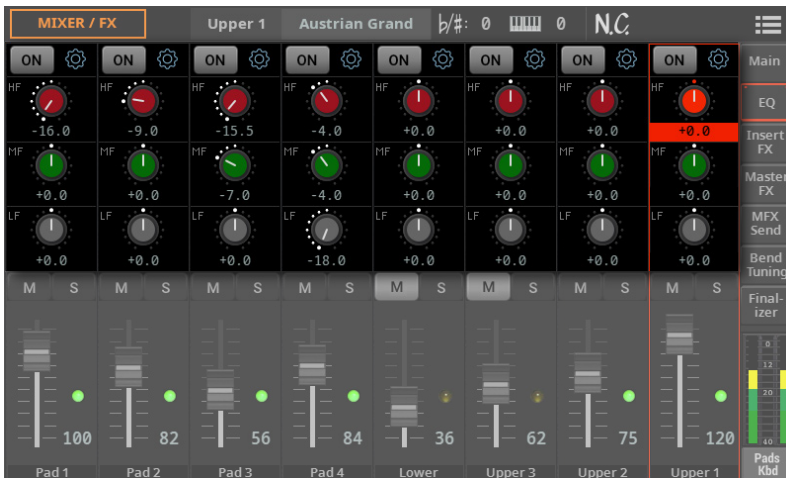 MIXER / FX Upper 1 Austrian Grand b/#: 0 0 N.C.
ON ON ON ON ON ON ON ON Main
HF HF HF HF HF HF HF HF EQ
-16.0 -9.0 -15.5 -4.0 +0.0 +0.0 +0.0 +0.0
Insert
FX
MF MF MF MF MF MF MF MF
+0.0 +0.0 -7.0 -4.0 +0.0 +0.0 +0.0 +0.0
Master
FX
LF LF LF LF LF LF LF LF
MFX
Send
+0.0 +0.0 +0.0 -18.0 +0.0 +0.0 +0.0 +0.0
Bend
Tuning
M S M S M S M S M S M S M S M S
Final-
izer
0
12
20
40
100 82 56 84 36 62 75 120
Pad 1 Pad 2 Pad 3 Pad 4 Lower Upper 3 Upper 2 Upper 1
Pads
Kbd